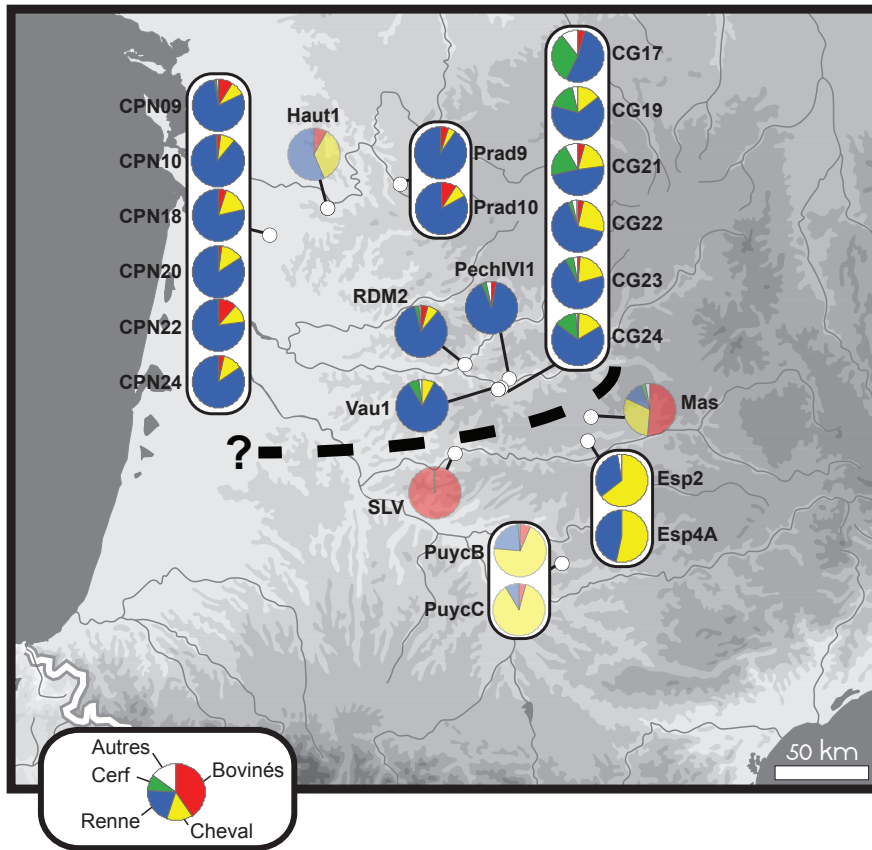 CPN09
CPN10
CPN18
CPN20
CPN22
CPN24
Haut1
Prad9
Prad10
CG17
CG19
CG21
CG22
CG23
CG24
PechIVI1
RDM2
Vau1
?
Mas
SLV
Esp2
Esp4A
PuycB
PuycC
50 km
Autres
Cerf
Bovinés
Renne
Cheval